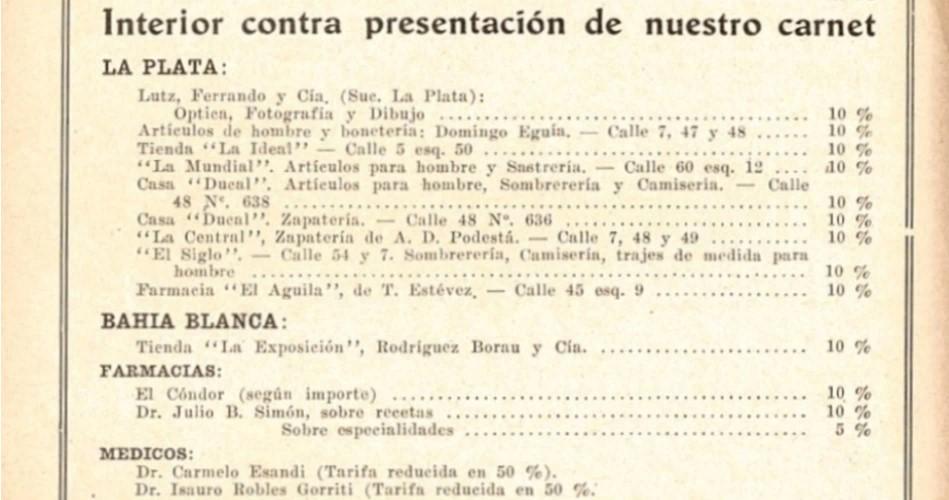 Interior contra presentación de nuestro carnet
LA PLATA:
Lutz, Ferrando y Cía. (Suc. La Plata):
Optica, Fotografía y Dibujo ........................................ 10 %
Artículos de hombre y bonetería: Domingo Eguía. — Calle 7, 47 y 48 ...... 10 %
Tienda “La Ideal” — Calle 5 esq. 50 .................................... 10 %
“La Mundial”. Artículos para hombre y Sastrería. — Calle 60 esq. 12 .... 10 %
Casa “Ducal”. Artículos para hombre, Sombrerería y Camisería. — Calle
48 Nº. 638 .......................................................... 10 %
Casa “Ducal”. Zapatería. — Calle 48 Nº. 636 ........................... 10 %
“La Central”, Zapatería de A. D. Podestá. — Calle 7, 48 y 49 .......... 10 %
“El Siglo”. — Calle 54 y 7. Sombrerería, Camisería, trajes de medida para
hombre .............................................................. 10 %
Farmacia “El Aguila”, de T. Estévez. — Calle 45 esq. 9 ................ 10 %
BAHIA BLANCA:
Tienda “La Exposición”, Rodríguez Borau y Cía. ....................... 10 %
FARMACIAS:
El Cóndor (según importe) ............................................ 10 %
Dr. Julio B. Simón, sobre recetas .................................... 10 %
Sobre especialidades .................................. 5 %
MEDICOS:
Dr. Carmelo Esandi (Tarifa reducida en 50 %).
Dr. Isauro Robles Gorriti (Tarifa reducida en 50 %.